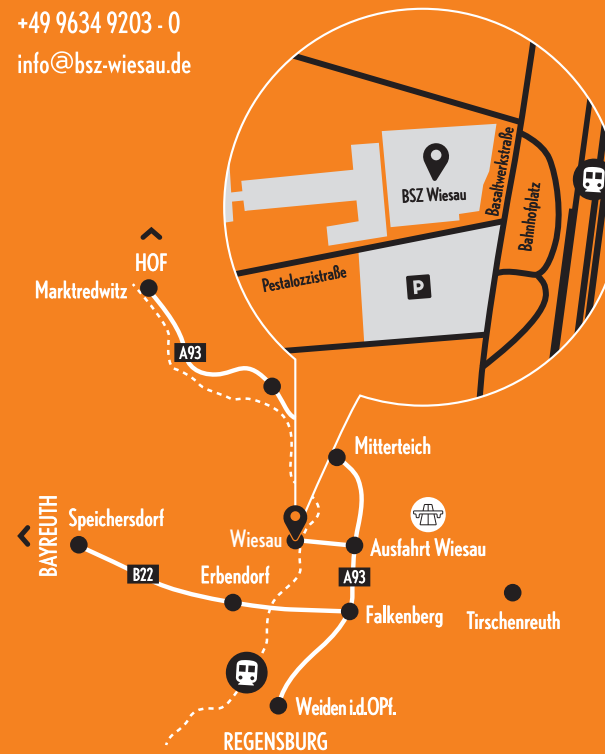 +49 9634 9203 - 0
info@bsz-wiesau.de
BSZ Wiesau
Basaltwerkstraße
Bahnhofplatz
Pestalozzistraße
P
HOF
Marktredwitz
A93
Mitterteich
BAYREUTH
Speichersdorf
Wiesau
Ausfahrt Wiesau
B22
Erbendorf
A93
Falkenberg
Tirschenreuth
Weiden i.d.OPf.
REGENSBURG